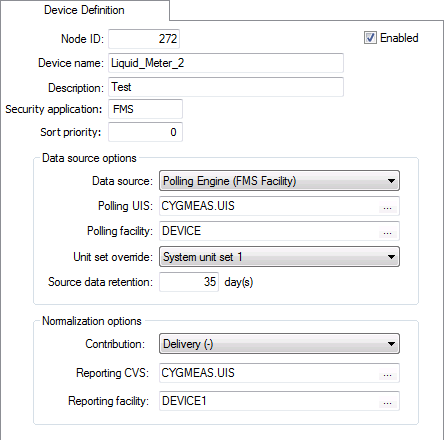 Device Definition
Node ID: 272 Enabled
Device name: Liquid_Meter_2
Description: Test
Security application: FMS
Sort priority: 0
Data source options
Data source: Polling Engine (FMS Facility)
Polling UIS: CYGMEAS.UIS ...
Polling facility: DEVICE ...
Unit set override: System unit set 1
Source data retention: 35 day(s)
Normalization options
Contribution: Delivery (-)
Reporting CVS: CYGMEAS.UIS ...
Reporting facility: DEVICE1 ...